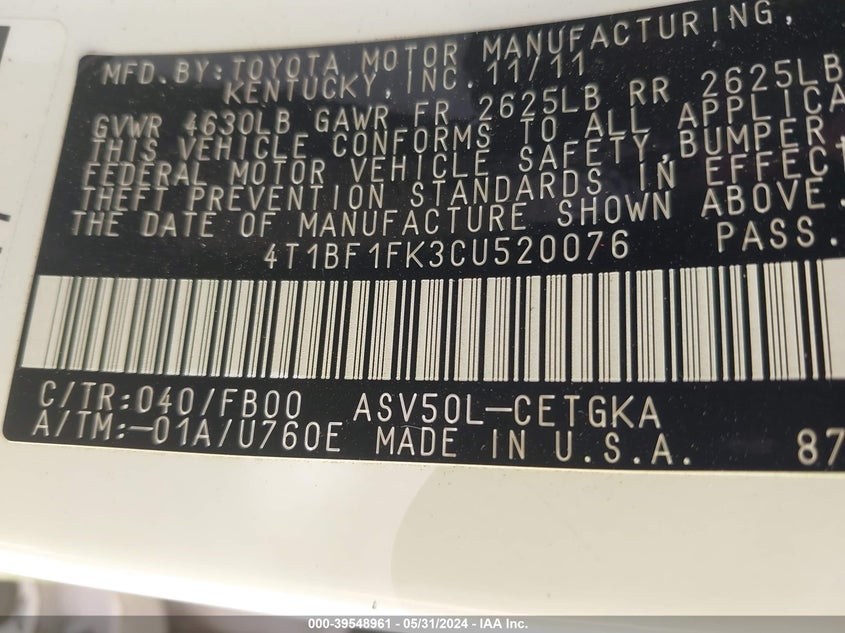 MFD. BY: TOYOTA MOTOR MANUFACTURING,
KENTUCKY, INC. 11/11
GVWR 4630LB GAWR FR 2625LB RR 2625LB
THIS VEHICLE CONFORMS TO ALL APPLICA
FEDERAL MOTOR VEHICLE SAFETY, BUMPER,
THEFT PREVENTION STANDARDS IN EFFECT
THE DATE OF MANUFACTURE SHOWN ABOVE.
4T1BF1FK3CU520076 PASS.
C/TR:040/FB00 ASV50L-CETGKA
A/TM:-01A/U760E MADE IN U.S.A. 87
000-39548961 - 05/31/2024 - IAA Inc.